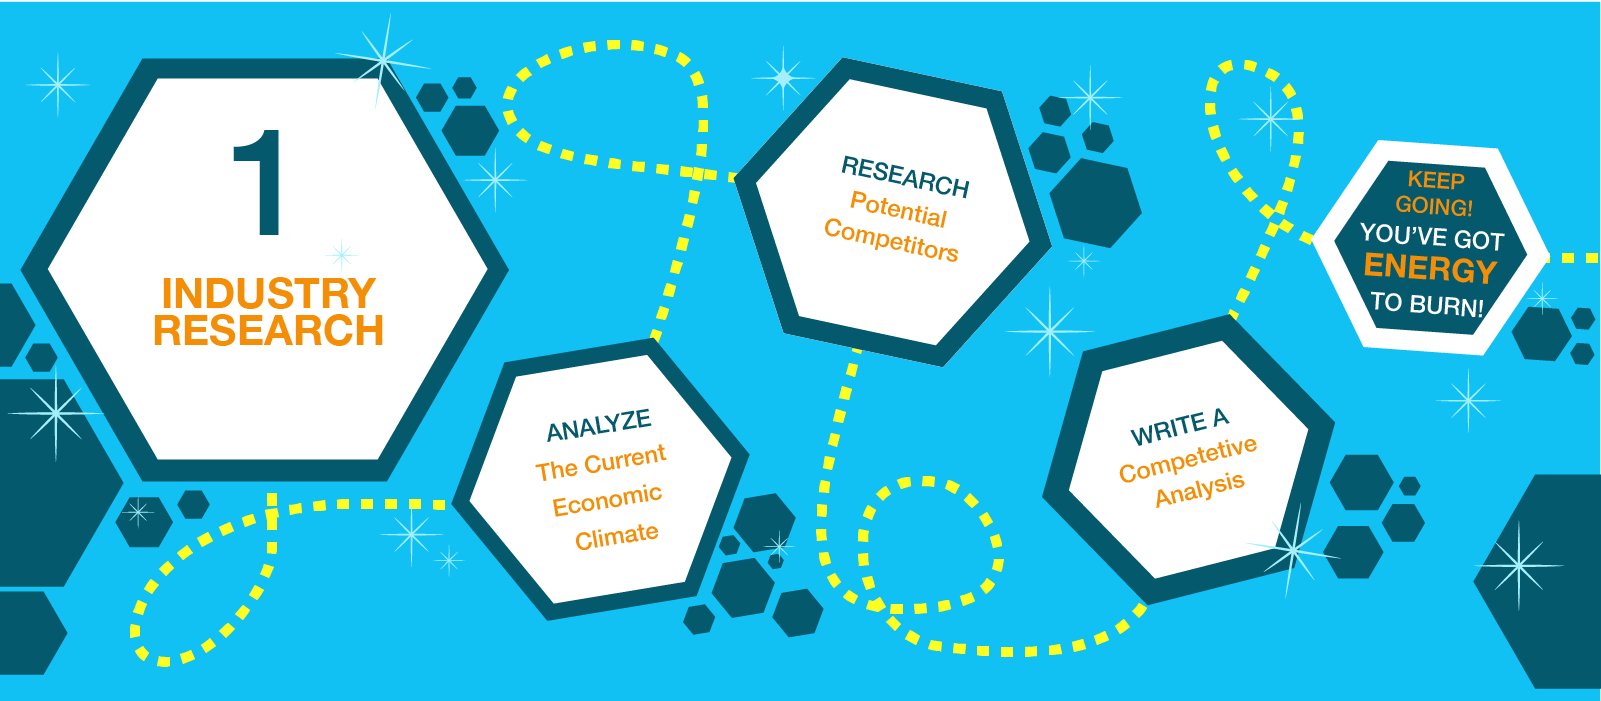 1
INDUSTRY
RESEARCH
ANALYZE
The Current
Economic
Climate
RESEARCH
Potential
Competitors
WRITE A
Competetive
Analysis
KEEP
GOING!
YOU'VE GOT
ENERGY
TO BURN!